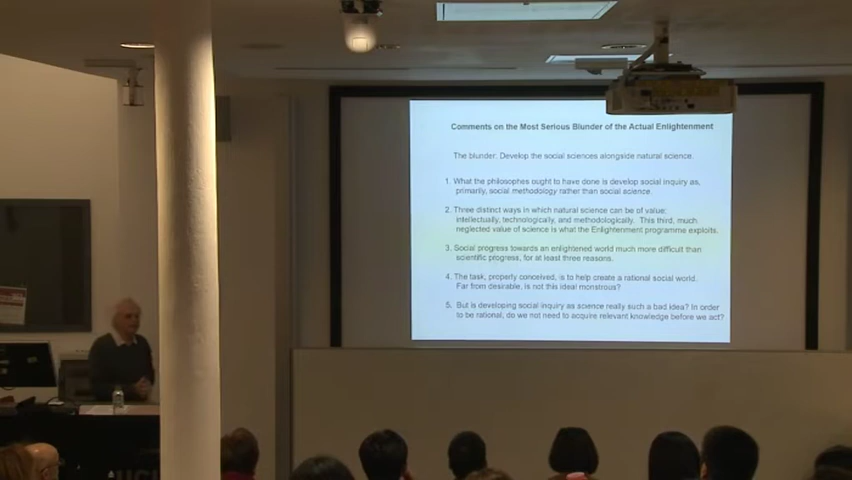 Comments on the Most Serious Blunder of the Actual Enlightenment
The blunder: Develop the social sciences alongside natural science.
1. What the philosophes ought to have done is develop social inquiry as,
primarily, social methodology rather than social science.
2. Three distinct ways in which natural science can be of value:
intellectually, technologically, and methodologically. This third, much
neglected value of science is what the Enlightenment programme exploits.
3. Social progress towards an enlightened world much more difficult than
scientific progress, for at least three reasons.
4. The task, properly conceived, is to help create a rational social world.
Far from desirable, is not this ideal monstrous?
5. But is developing social inquiry as science really such a bad idea? In order
to be rational, do we not need to acquire relevant knowledge before we act?